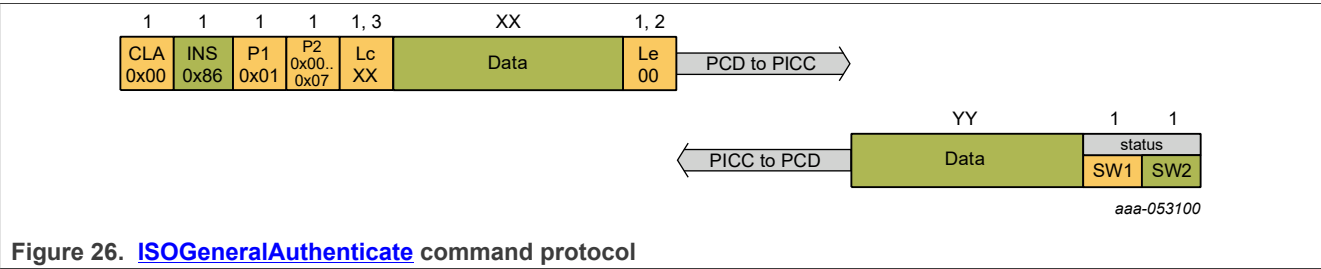 1 1 1 1 1, 3 XX 1, 2
CLA 0x00 INS 0x86 P1 0x01 P2 0x00.. 0x07 Lc XX Data Le 00 PCD to PICC
YY 1 1
PICC to PCD Data status SW1 SW2
aaa-053100
Figure 26. ISOGeneralAuthenticate command protocol